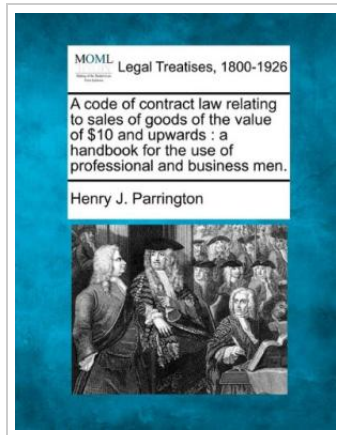 MOML
Legal Treatises, 1800-1926
A code of contract law relating
to sales of goods of the value
of $10 and upwards : a
handbook for the use of
professional and business men.
Henry J. Parrington